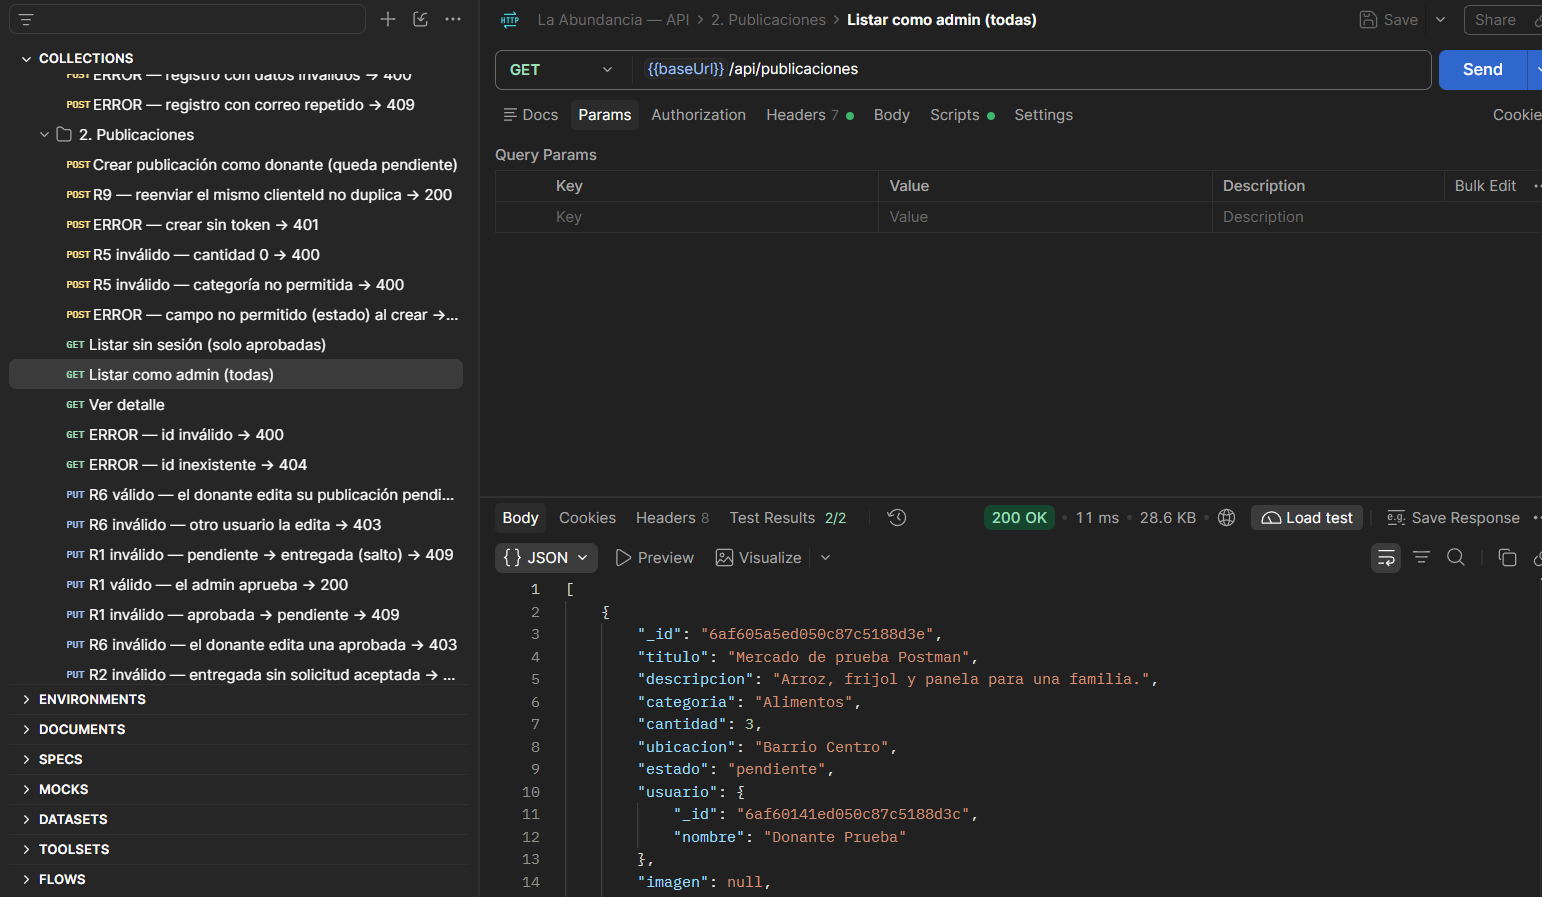 COLLECTIONS
POST ERROR — registro con datos inválidos → 400
POST ERROR — registro con correo repetido → 409
2. Publicaciones
POST Crear publicación como donante (queda pendiente)
POST R9 — reenviar el mismo clienteId no duplica → 200
POST ERROR — crear sin token → 401
POST R5 inválido — cantidad 0 → 400
POST R5 inválido — categoría no permitida → 400
POST ERROR — campo no permitido (estado) al crear →...
GET Listar sin sesión (solo aprobadas)
GET Listar como admin (todas)
GET Ver detalle
GET ERROR — id inválido → 400
GET ERROR — id inexistente → 404
PUT R6 válido — el donante edita su publicación pendi...
PUT R6 inválido — otro usuario la edita → 403
PUT R1 inválido — pendiente → entregada (salto) → 409
PUT R1 válido — el admin aprueba → 200
PUT R1 inválido — aprobada → pendiente → 409
PUT R6 inválido — el donante edita una aprobada → 403
PUT R2 inválido — entregada sin solicitud aceptada → ...
ENVIRONMENTS
DOCUMENTS
SPECS
MOCKS
DATASETS
TOOLSETS
FLOWS
HTTP La Abundancia — API > 2. Publicaciones > Listar como admin (todas)
Save Share
GET {{baseUrl}} /api/publicaciones Send
Docs Params Authorization Headers 7 Body Scripts Settings Cookie
Query Params
Key Value Description Bulk Edit
Key Value Description
Body Cookies Headers 8 Test Results 2/2 200 OK • 11 ms • 28.6 KB • Load test e.g. Save Response
{} JSON Preview Visualize
1 [
2 {
3 "_id": "6af605a5ed050c87c5188d3e",
4 "titulo": "Mercado de prueba Postman",
5 "descripcion": "Arroz, frijol y panela para una familia.",
6 "categoria": "Alimentos",
7 "cantidad": 3,
8 "ubicacion": "Barrio Centro",
9 "estado": "pendiente",
10 "usuario": {
11 "_id": "6af60141ed050c87c5188d3c",
12 "nombre": "Donante Prueba"
13 },
14 "imagen": null,